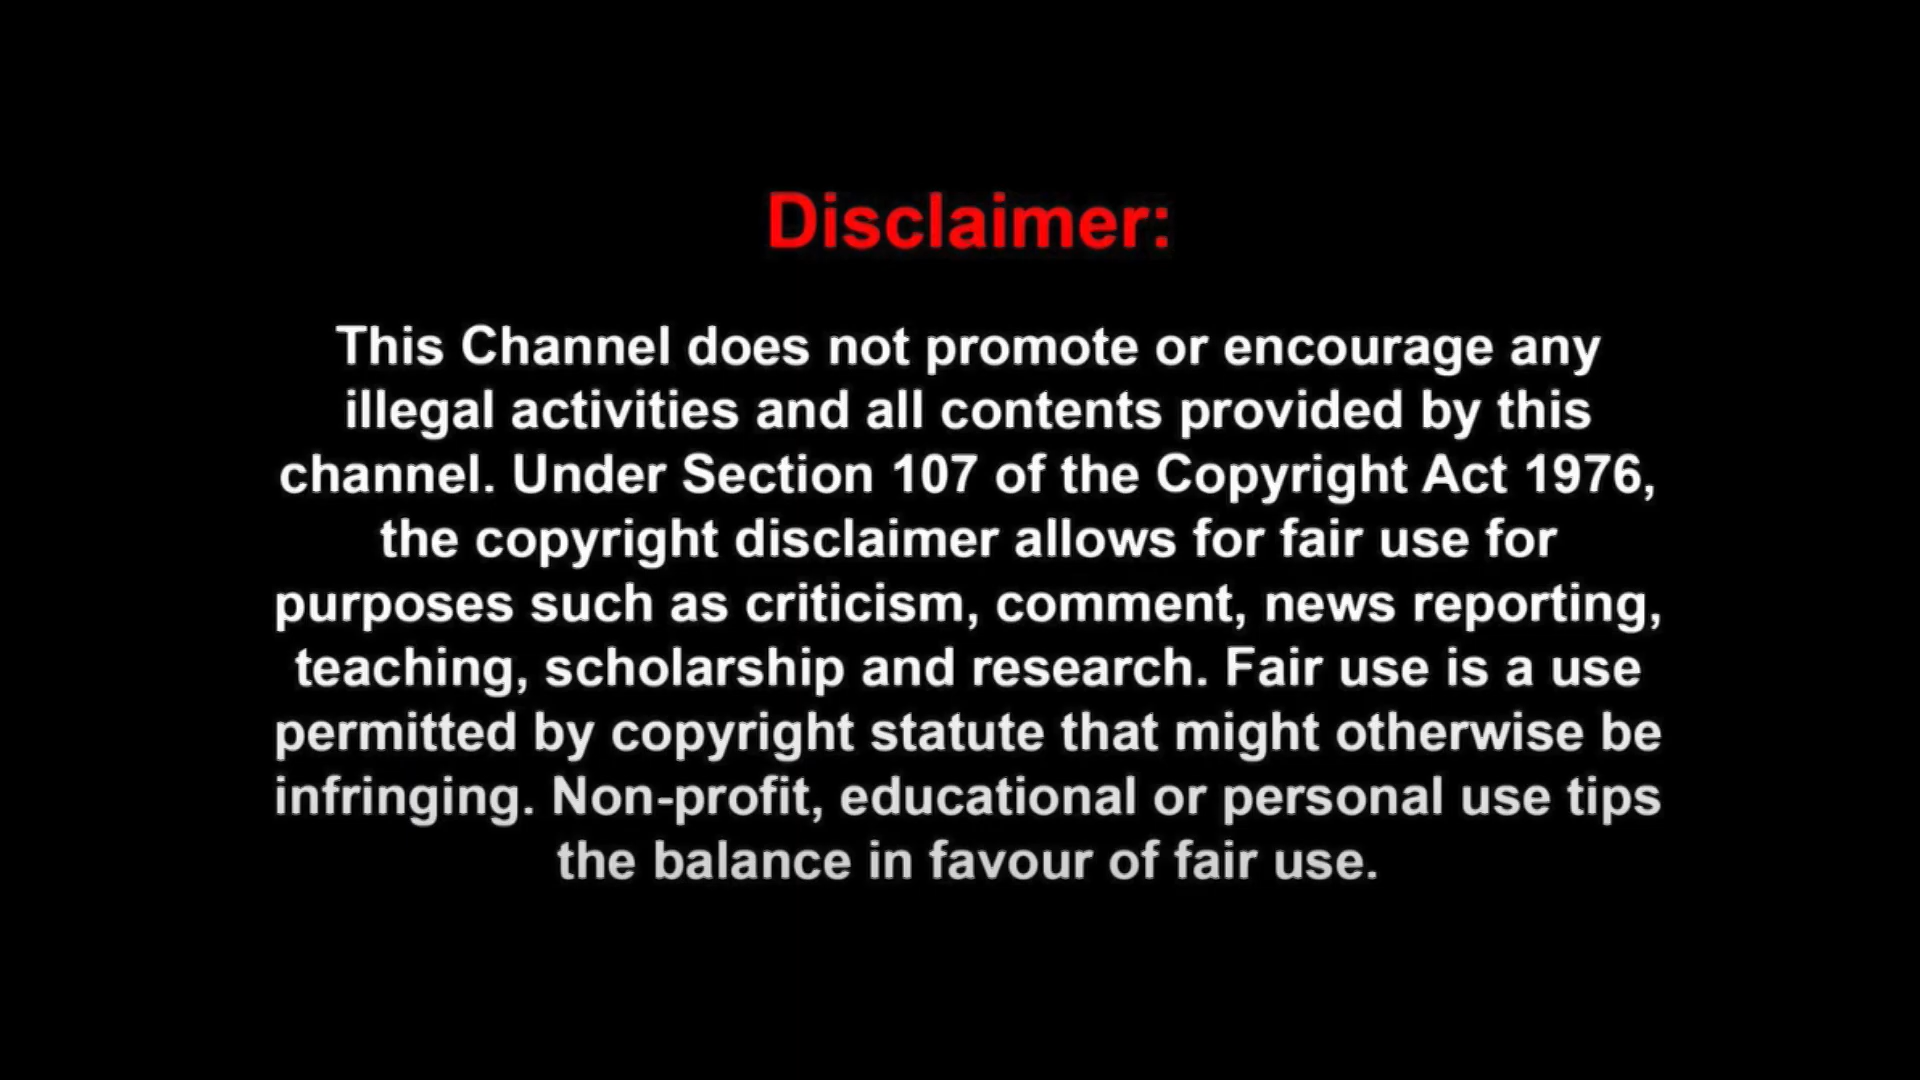 Disclaimer:
This Channel does not promote or encourage any
illegal activities and all contents provided by this
channel. Under Section 107 of the Copyright Act 1976,
the copyright disclaimer allows for fair use for
purposes such as criticism, comment, news reporting,
teaching, scholarship and research. Fair use is a use
permitted by copyright statute that might otherwise be
infringing. Non-profit, educational or personal use tips
the balance in favour of fair use.